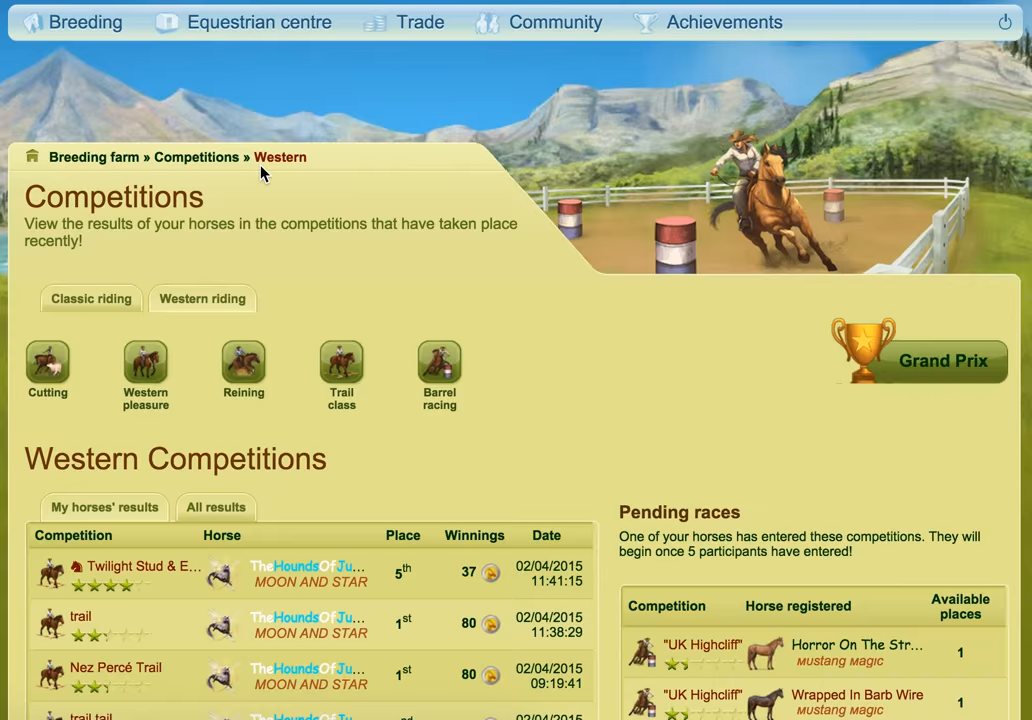 Breeding Equestrian centre Trade Community Achievements
Breeding farm » Competitions » Western
Competitions
View the results of your horses in the competitions that have taken place
recently!
Classic riding Western riding
Cutting
Western
pleasure
Reining
Trail
class
Barrel
racing
Grand Prix
Western Competitions
My horses' results All results
Competition Horse Place Winnings Date
Twilight Stud & E... TheHoundsOfJu... 5th 37 02/04/2015
MOON AND STAR 11:41:15
trail TheHoundsOfJu... 1st 80 02/04/2015
MOON AND STAR 11:38:29
Nez Percé Trail TheHoundsOfJu... 1st 80 02/04/2015
MOON AND STAR 09:19:41
trail tail
Pending races
One of your horses has entered these competitions. They will
begin once 5 participants have entered!
Competition Horse registered Available
places
"UK Highcliff" Horror On The Str... 1
Mustang Magic
"UK Highcliff" Wrapped In Barb Wire 1
Mustang Magic